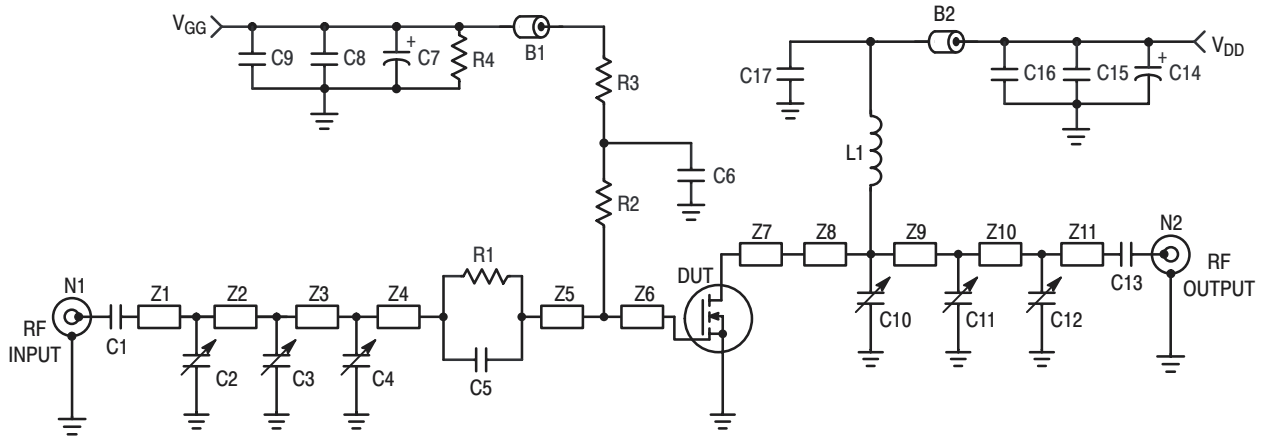 VGG
C9
C8
+
C7
R4
B1
R3
C6
R2
B2
C17
C16
C15
+
C14
VDD
L1
N1
RF
INPUT
C1
Z1
C2
Z2
C3
Z3
C4
Z4
R1
C5
Z5
Z6
DUT
Z7
Z8
C10
Z9
C11
Z10
C12
Z11
C13
N2
RF
OUTPUT